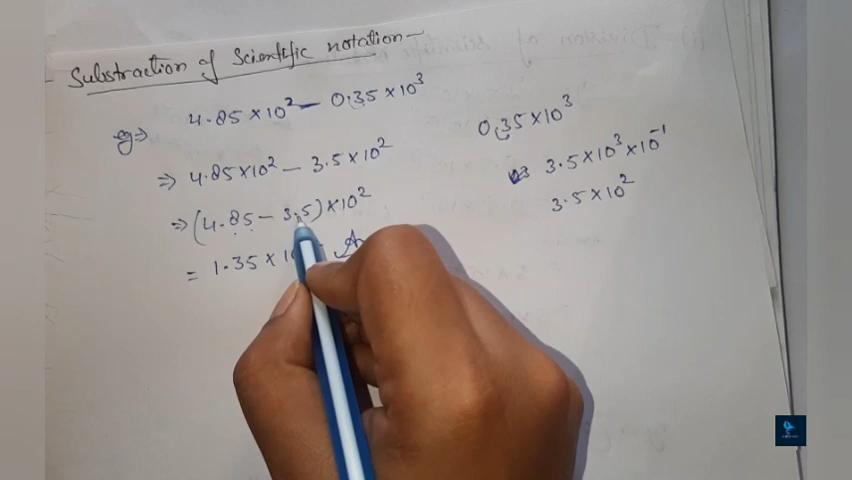 Substraction of Scientific notation -
eg ⇒ 4.85 × 10² - 0.35 × 10³
⇒ 4.85 × 10² - 3.5 × 10²
⇒ (4.85 - 3.5) × 10²
= 1.35 × 10
0.35 × 10³
3.5 × 10³ × 10⁻¹
3.5 × 10²